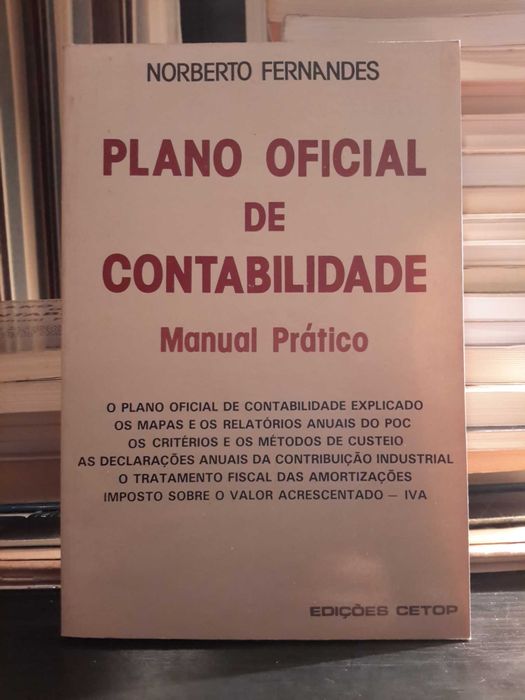 NORBERTO FERNANDES
PLANO OFICIAL
DE
CONTABILIDADE
Manual Prático
O PLANO OFICIAL DE CONTABILIDADE EXPLICADO
OS MAPAS E OS RELATÓRIOS ANUAIS DO POC
OS CRITÉRIOS E OS MÉTODOS DE CUSTEIO
AS DECLARAÇÕES ANUAIS DA CONTRIBUIÇÃO INDUSTRIAL
O TRATAMENTO FISCAL DAS AMORTIZAÇÕES
IMPOSTO SOBRE O VALOR ACRESCENTADO — IVA
EDIÇÕES CETOP